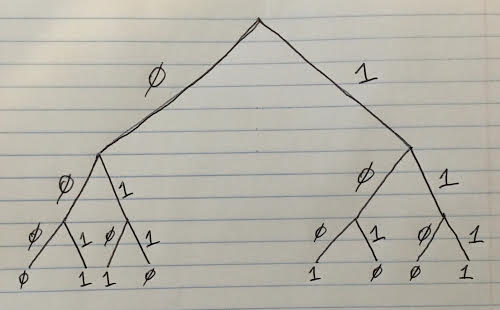 ∅ 1
∅ 1 ∅ 1
∅ 1 ∅ 1 ∅ 1 ∅ 1
∅ 1 1 ∅ 1 ∅ ∅ 1